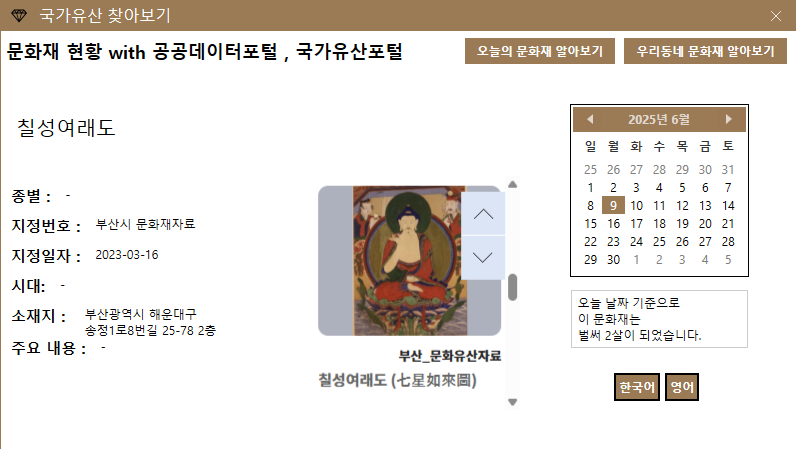 국가유산 찾아보기
문화재 현황 with 공공데이터포털 , 국가유산포털
오늘의 문화재 알아보기
우리동네 문화재 알아보기
칠성여래도
종별 : -
지정번호 : 부산시 문화재자료
지정일자 : 2023-03-16
시대: -
소재지 : 부산광역시 해운대구
송정1로8번길 25-78 2층
주요 내용 : -
부산_문화유산자료
칠성여래도 (七星如來圖)
2025년 6월
일 월 화 수 목 금 토
25 26 27 28 29 30 31
1 2 3 4 5 6 7
8 9 10 11 12 13 14
15 16 17 18 19 20 21
22 23 24 25 26 27 28
29 30 1 2 3 4 5
오늘 날짜 기준으로
이 문화재는
벌써 2살이 되었습니다.
한국어
영어